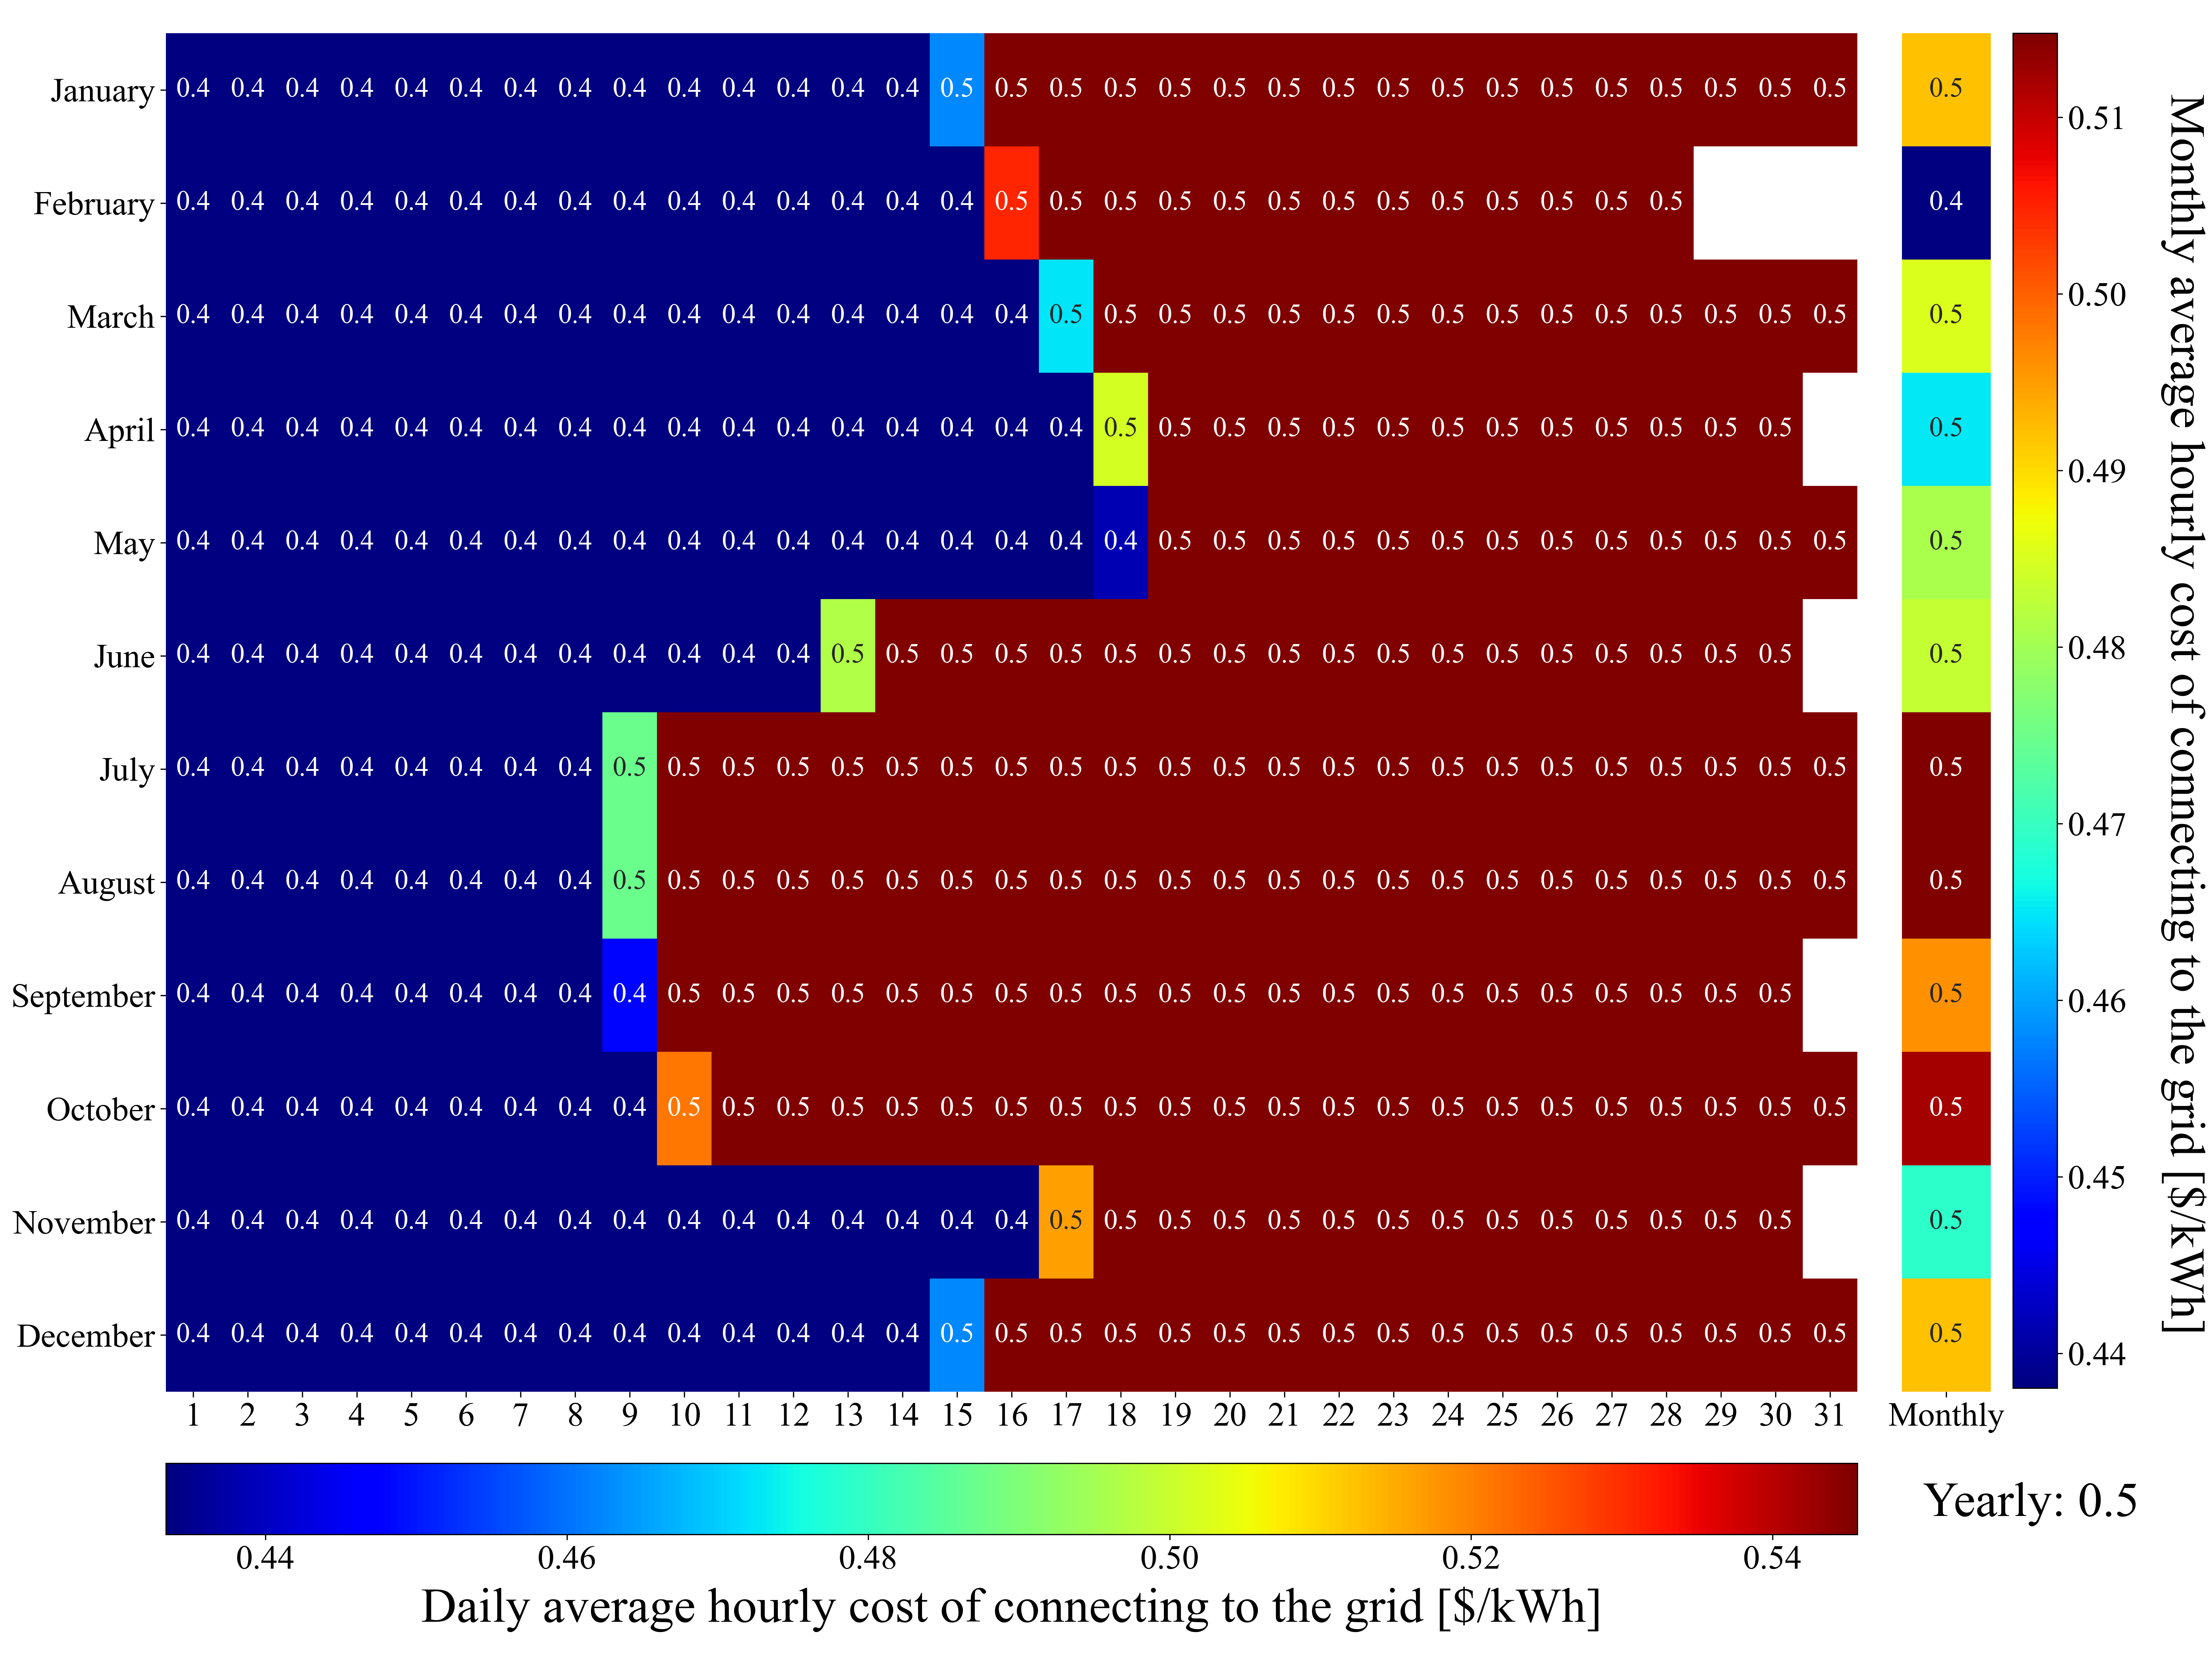 January 0.4 0.4 0.4 0.4 0.4 0.4 0.4 0.4 0.4 0.4 0.4 0.4 0.4 0.4 0.5 0.5 0.5 0.5 0.5 0.5 0.5 0.5 0.5 0.5 0.5 0.5 0.5 0.5 0.5 0.5 0.5 0.5
February 0.4 0.4 0.4 0.4 0.4 0.4 0.4 0.4 0.4 0.4 0.4 0.4 0.4 0.4 0.4 0.5 0.5 0.5 0.5 0.5 0.5 0.5 0.5 0.5 0.5 0.5 0.5 0.5 0.4
March 0.4 0.4 0.4 0.4 0.4 0.4 0.4 0.4 0.4 0.4 0.4 0.4 0.4 0.4 0.4 0.4 0.5 0.5 0.5 0.5 0.5 0.5 0.5 0.5 0.5 0.5 0.5 0.5 0.5 0.5 0.5 0.5
April 0.4 0.4 0.4 0.4 0.4 0.4 0.4 0.4 0.4 0.4 0.4 0.4 0.4 0.4 0.4 0.4 0.4 0.5 0.5 0.5 0.5 0.5 0.5 0.5 0.5 0.5 0.5 0.5 0.5 0.5 0.5
May 0.4 0.4 0.4 0.4 0.4 0.4 0.4 0.4 0.4 0.4 0.4 0.4 0.4 0.4 0.4 0.4 0.4 0.4 0.5 0.5 0.5 0.5 0.5 0.5 0.5 0.5 0.5 0.5 0.5 0.5 0.5 0.5
June 0.4 0.4 0.4 0.4 0.4 0.4 0.4 0.4 0.4 0.4 0.4 0.4 0.5 0.5 0.5 0.5 0.5 0.5 0.5 0.5 0.5 0.5 0.5 0.5 0.5 0.5 0.5 0.5 0.5 0.5 0.5
July 0.4 0.4 0.4 0.4 0.4 0.4 0.4 0.4 0.5 0.5 0.5 0.5 0.5 0.5 0.5 0.5 0.5 0.5 0.5 0.5 0.5 0.5 0.5 0.5 0.5 0.5 0.5 0.5 0.5 0.5 0.5 0.5
August 0.4 0.4 0.4 0.4 0.4 0.4 0.4 0.4 0.5 0.5 0.5 0.5 0.5 0.5 0.5 0.5 0.5 0.5 0.5 0.5 0.5 0.5 0.5 0.5 0.5 0.5 0.5 0.5 0.5 0.5 0.5 0.5
September 0.4 0.4 0.4 0.4 0.4 0.4 0.4 0.4 0.4 0.5 0.5 0.5 0.5 0.5 0.5 0.5 0.5 0.5 0.5 0.5 0.5 0.5 0.5 0.5 0.5 0.5 0.5 0.5 0.5 0.5 0.5
October 0.4 0.4 0.4 0.4 0.4 0.4 0.4 0.4 0.4 0.5 0.5 0.5 0.5 0.5 0.5 0.5 0.5 0.5 0.5 0.5 0.5 0.5 0.5 0.5 0.5 0.5 0.5 0.5 0.5 0.5 0.5 0.5
November 0.4 0.4 0.4 0.4 0.4 0.4 0.4 0.4 0.4 0.4 0.4 0.4 0.4 0.4 0.4 0.4 0.5 0.5 0.5 0.5 0.5 0.5 0.5 0.5 0.5 0.5 0.5 0.5 0.5 0.5 0.5
December 0.4 0.4 0.4 0.4 0.4 0.4 0.4 0.4 0.4 0.4 0.4 0.4 0.4 0.4 0.5 0.5 0.5 0.5 0.5 0.5 0.5 0.5 0.5 0.5 0.5 0.5 0.5 0.5 0.5 0.5 0.5 0.5
1 2 3 4 5 6 7 8 9 10 11 12 13 14 15 16 17 18 19 20 21 22 23 24 25 26 27 28 29 30 31 Monthly
0.51
0.50
0.49
0.48
0.47
0.46
0.45
0.44
Monthly average hourly cost of connecting to the grid [$/kWh]
0.44 0.46 0.48 0.50 0.52 0.54
Daily average hourly cost of connecting to the grid [$/kWh]
Yearly: 0.5